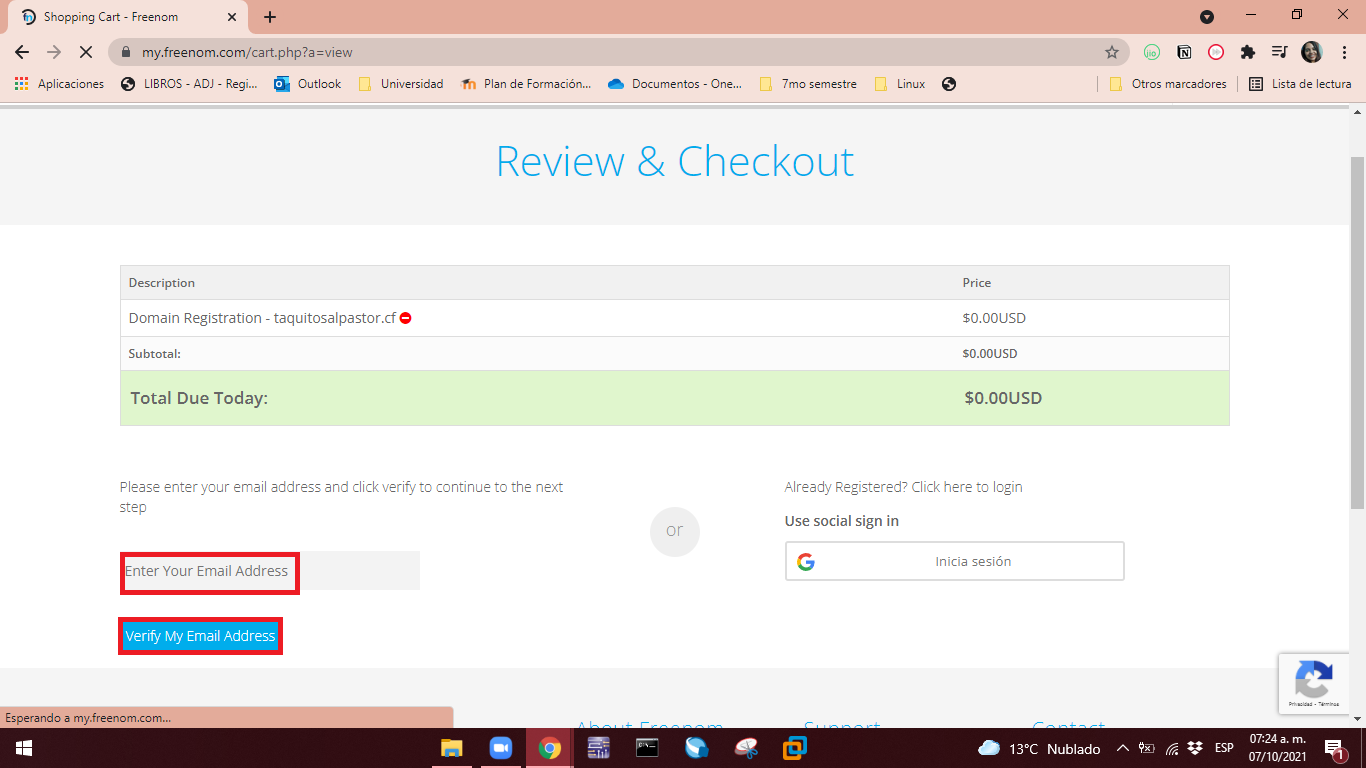 Shopping Cart - Freenom
my.freenom.com/cart.php?a=view
Aplicaciones
LIBROS - ADJ - Regi...
Outlook
Universidad
Plan de Formación...
Documentos - One...
7mo semestre
Linux
Otros marcadores
Lista de lectura
Review & Checkout
Description Price
Domain Registration - taquitosalpastor.cf $0.00USD
Subtotal: $0.00USD
Total Due Today: $0.00USD
Please enter your email address and click verify to continue to the next
step
Enter Your Email Address
Verify My Email Address
or
Already Registered? Click here to login
Use social sign in
Inicia sesión
Privacidad - Términos
About Freenom Support Contact
Esperando a my.freenom.com...
13°C Nublado
ESP
07:24 a. m.
07/10/2021
1